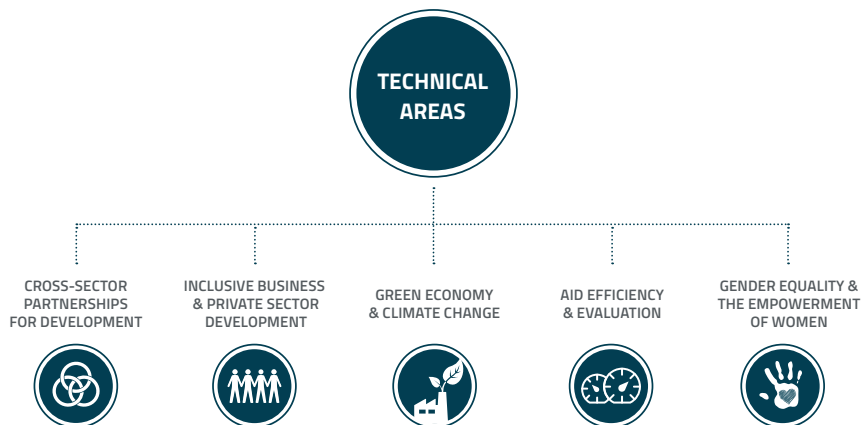 TECHNICAL
AREAS
CROSS-SECTOR
PARTNERSHIPS
FOR DEVELOPMENT
INCLUSIVE BUSINESS
& PRIVATE SECTOR
DEVELOPMENT
GREEN ECONOMY
& CLIMATE CHANGE
AID EFFICIENCY
& EVALUATION
GENDER EQUALITY &
THE EMPOWERMENT
OF WOMEN